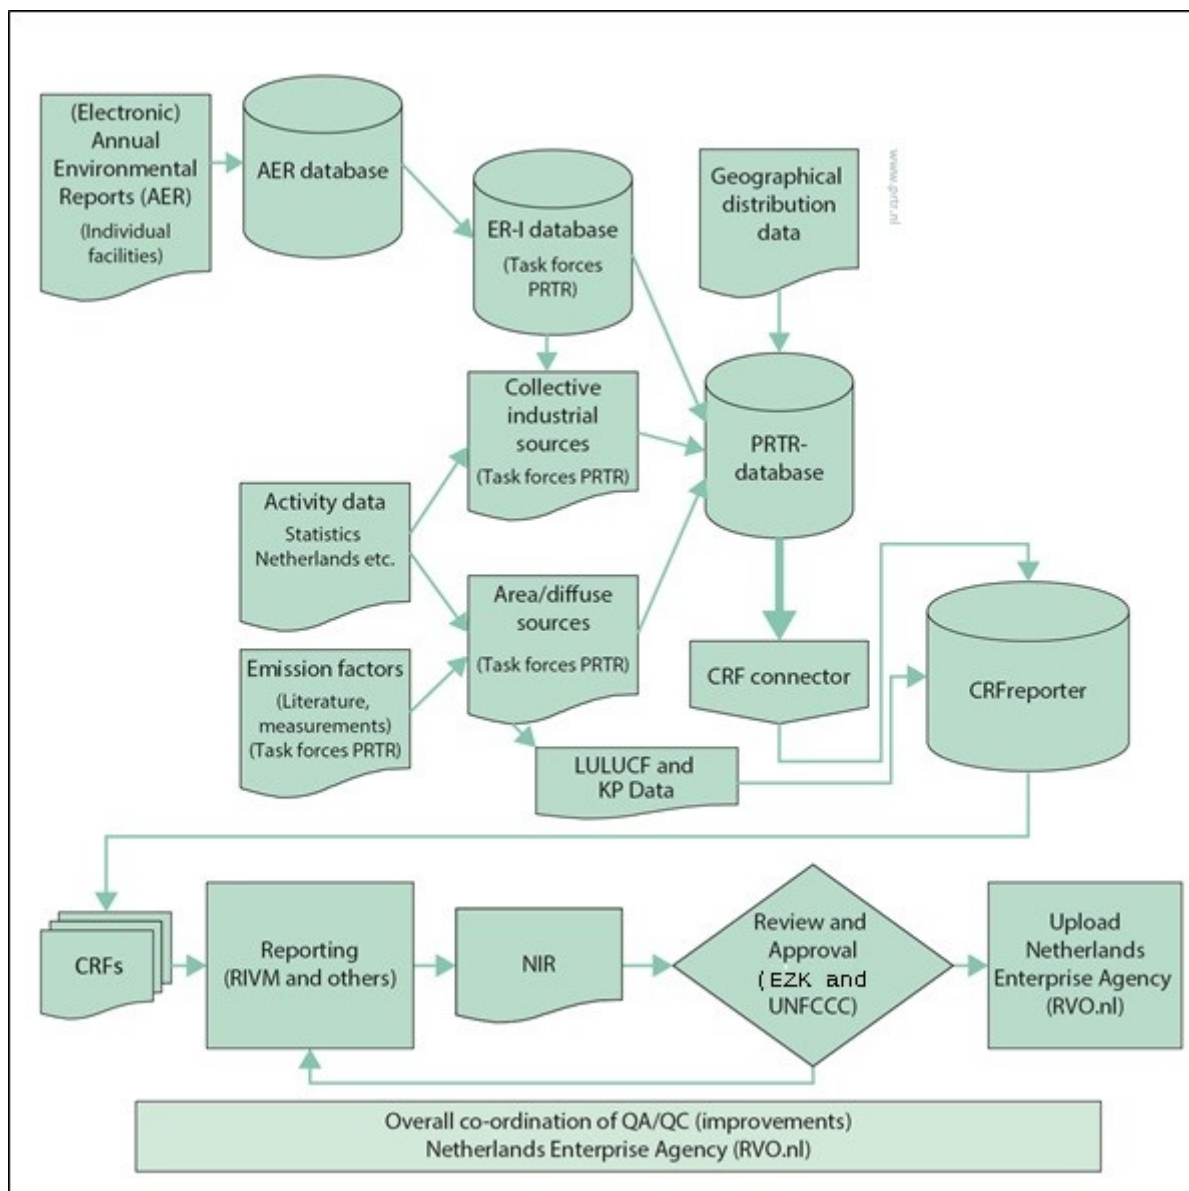 (Electronic)
Annual
Environmental
Reports (AER)
(Individual
facilities)
AER database
ER-I database
(Task forces
PRTR)
Geographical
distribution
data
www.prtr.nl
Collective
industrial
sources
(Task forces PRTR)
PRTR-
database
Activity data
Statistics
Netherlands etc.
Area/diffuse
sources
(Task forces PRTR)
Emission factors
(Literature,
measurements)
(Task forces PRTR)
CRF connector
CRFreporter
LULUCF and
KP Data
CRFs
Reporting
(RIVM and others)
NIR
Review and
Approval
(EZK and
UNFCCC)
Upload
Netherlands
Enterprise Agency
(RVO.nl)
Overall co-ordination of QA/QC (improvements)
Netherlands Enterprise Agency (RVO.nl)